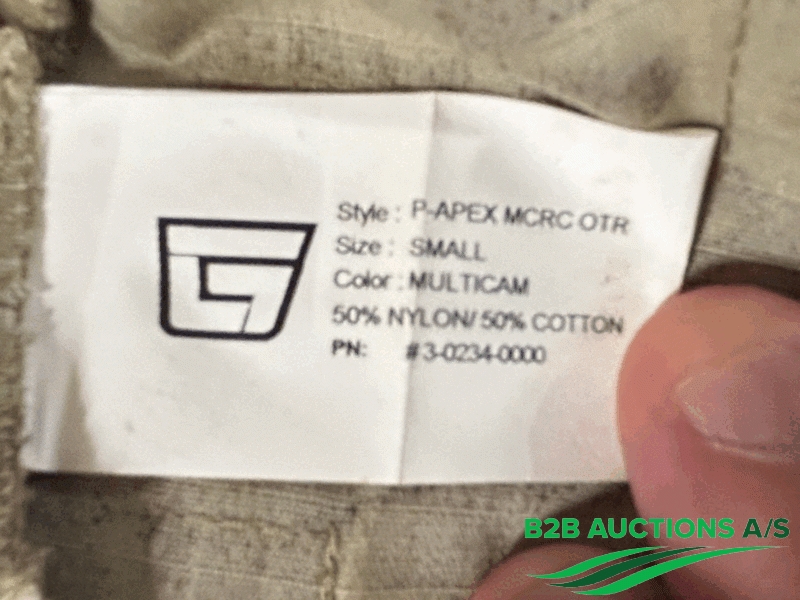 Style : P-APEX MCRC OTR
Size : SMALL
Color : MULTICAM
50% NYLON/ 50% COTTON
PN: # 3-0234-0000
B2B AUCTIONS A/S